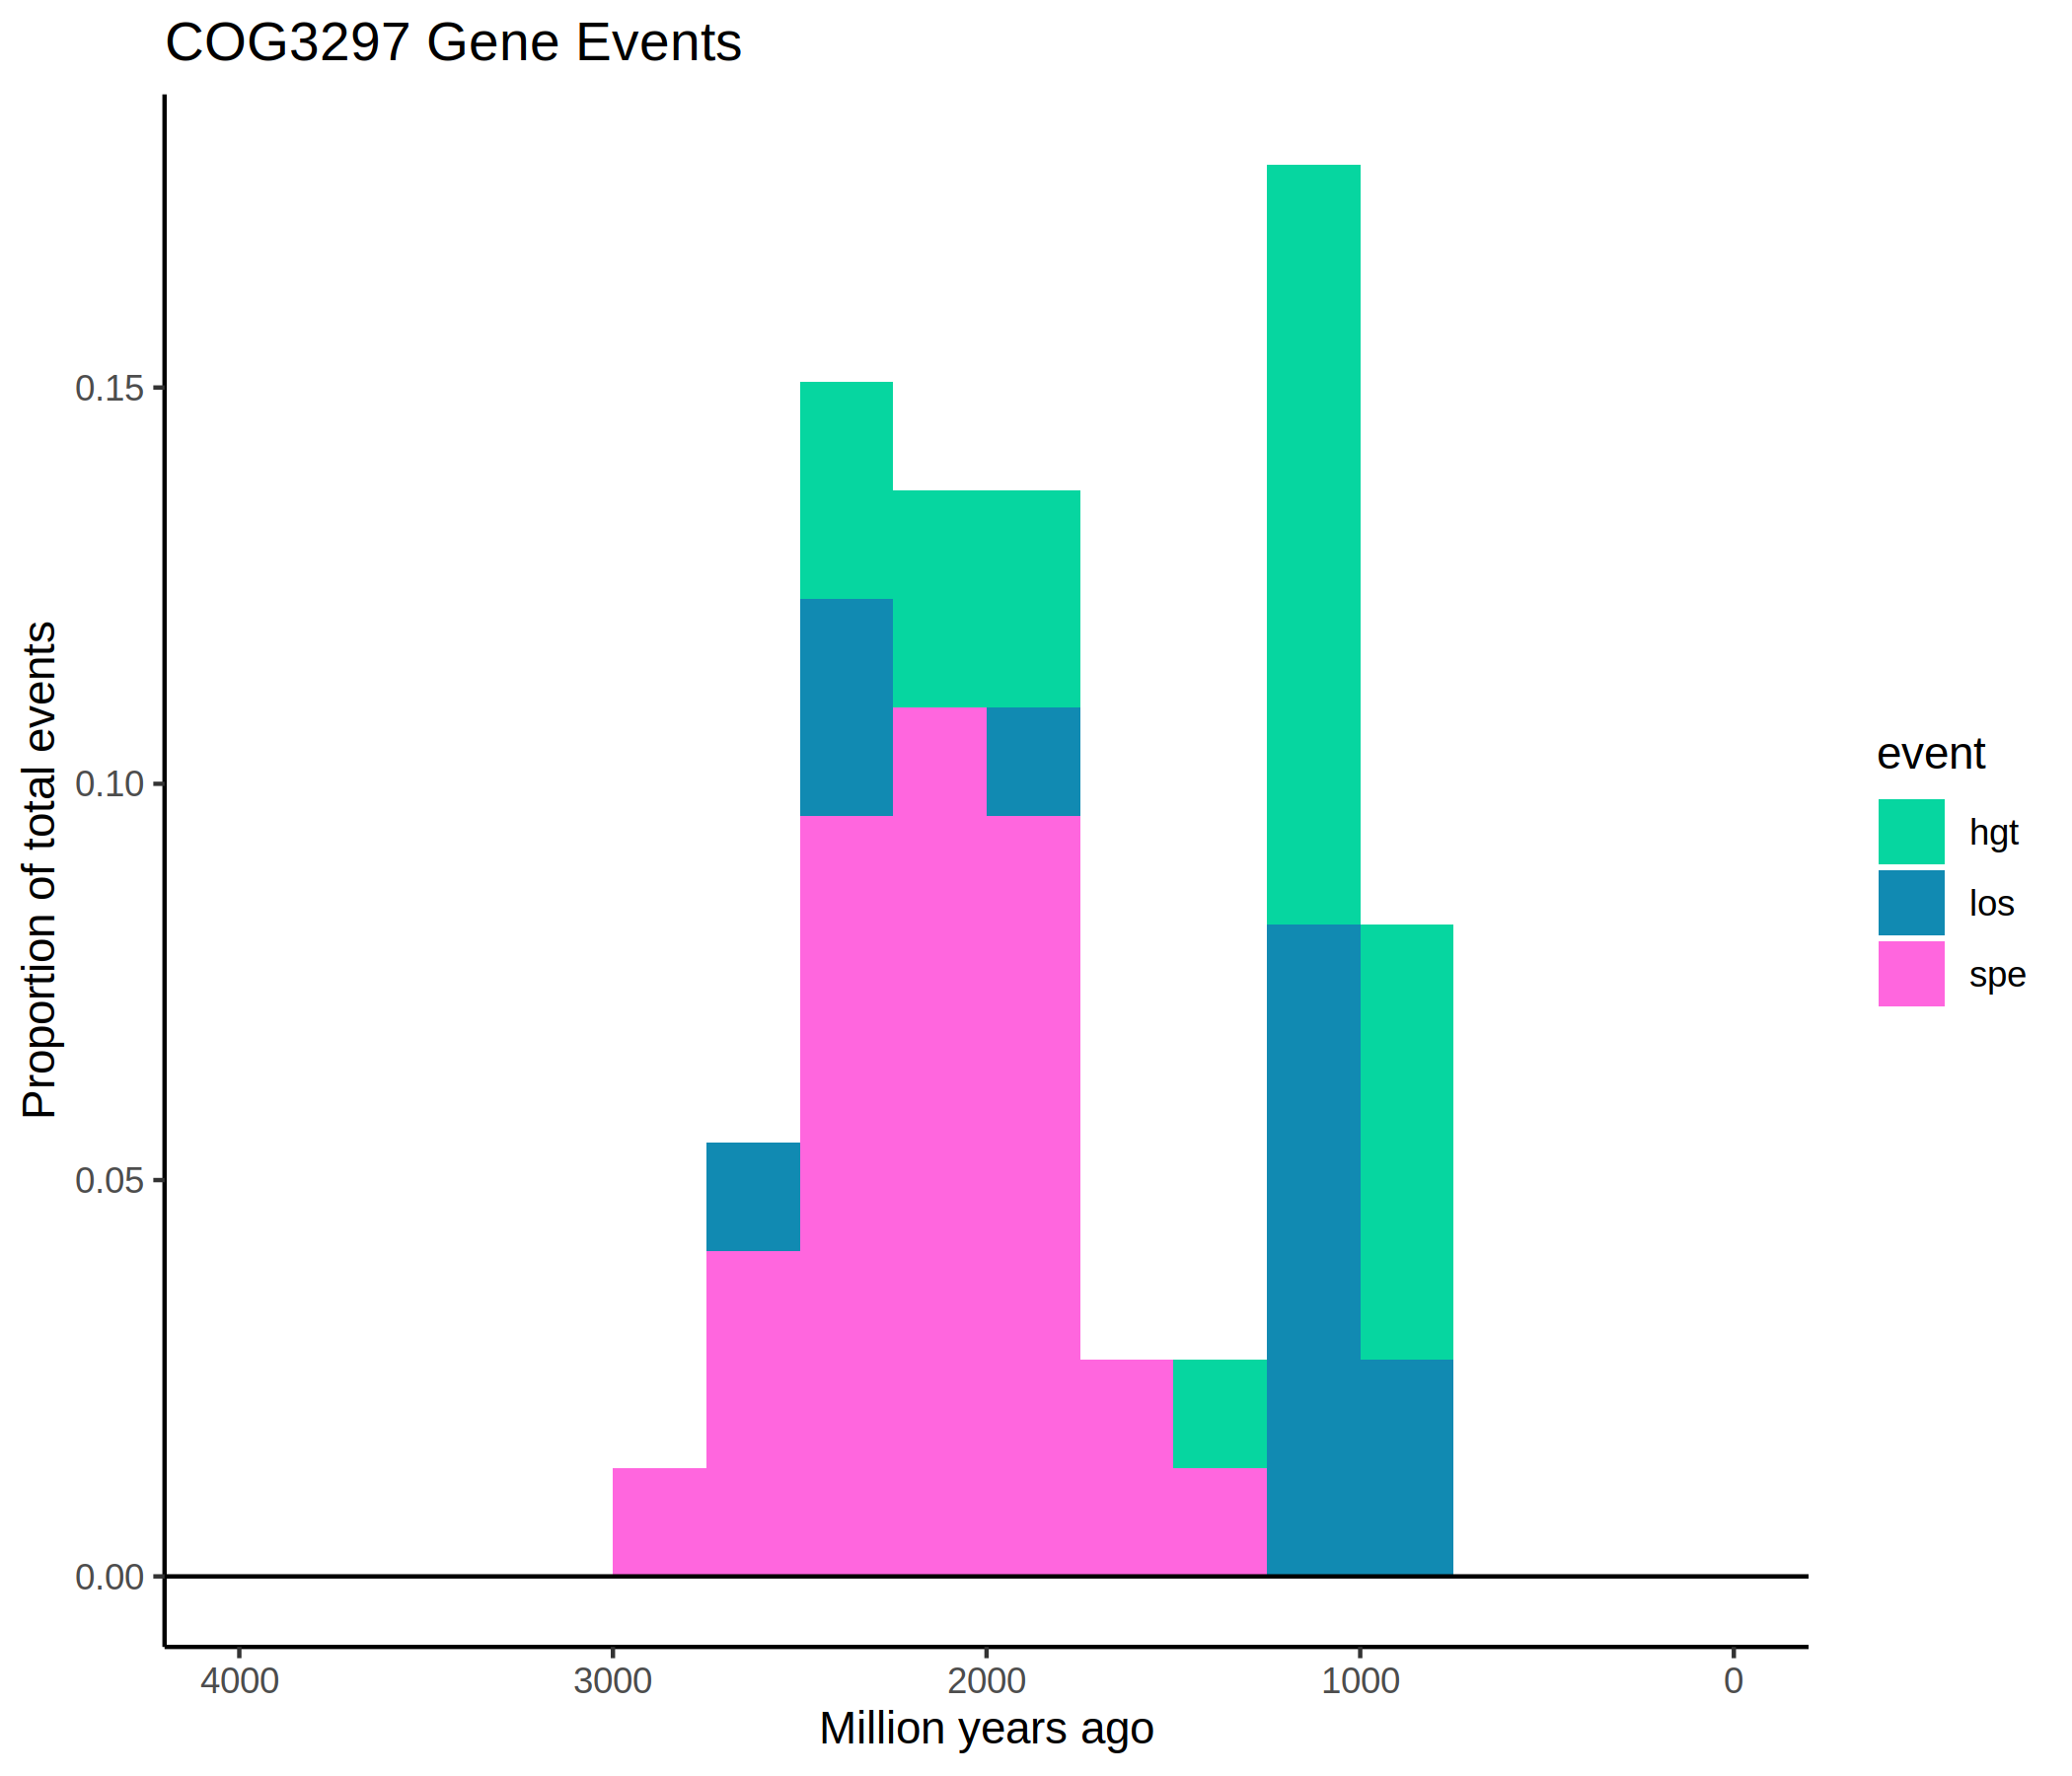 COG3297 Gene Events
Proportion of total events
0.15
0.10
0.05
0.00
4000 3000 2000 1000 0
Million years ago
event
hgt
los
spe